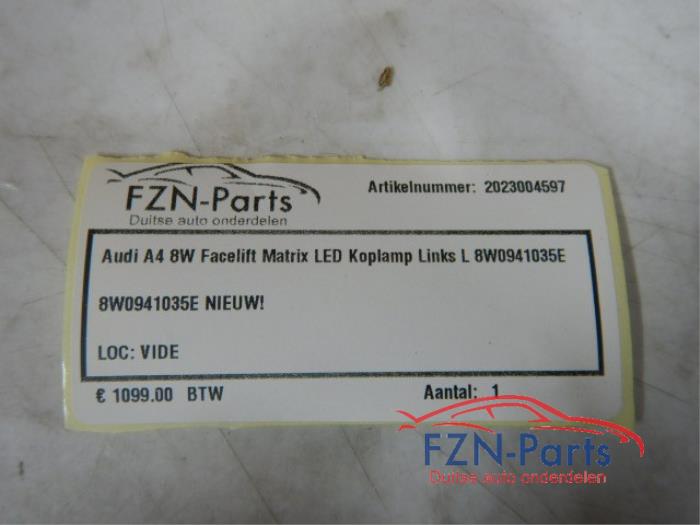 FZN-Parts
Duitse auto onderdelen
Artikelnummer: 2023004597
Audi A4 8W Facelift Matrix LED Koplamp Links L 8W0941035E
8W0941035E NIEUW!
LOC: VIDE
€ 1099.00 BTW
Aantal: 1
FZN-Parts
Duitse auto onderdelen